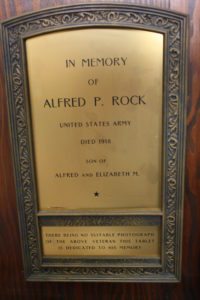 IN MEMORY
OF
ALFRED P. ROCK
UNITED STATES ARMY
DIED 1918
SON OF
ALFRED AND ELIZABETH M.
THERE BEING NO SUITABLE PHOTOGRAPH
OF THE ABOVE VETERAN THIS TABLET
IS DEDICATED TO HIS MEMORY